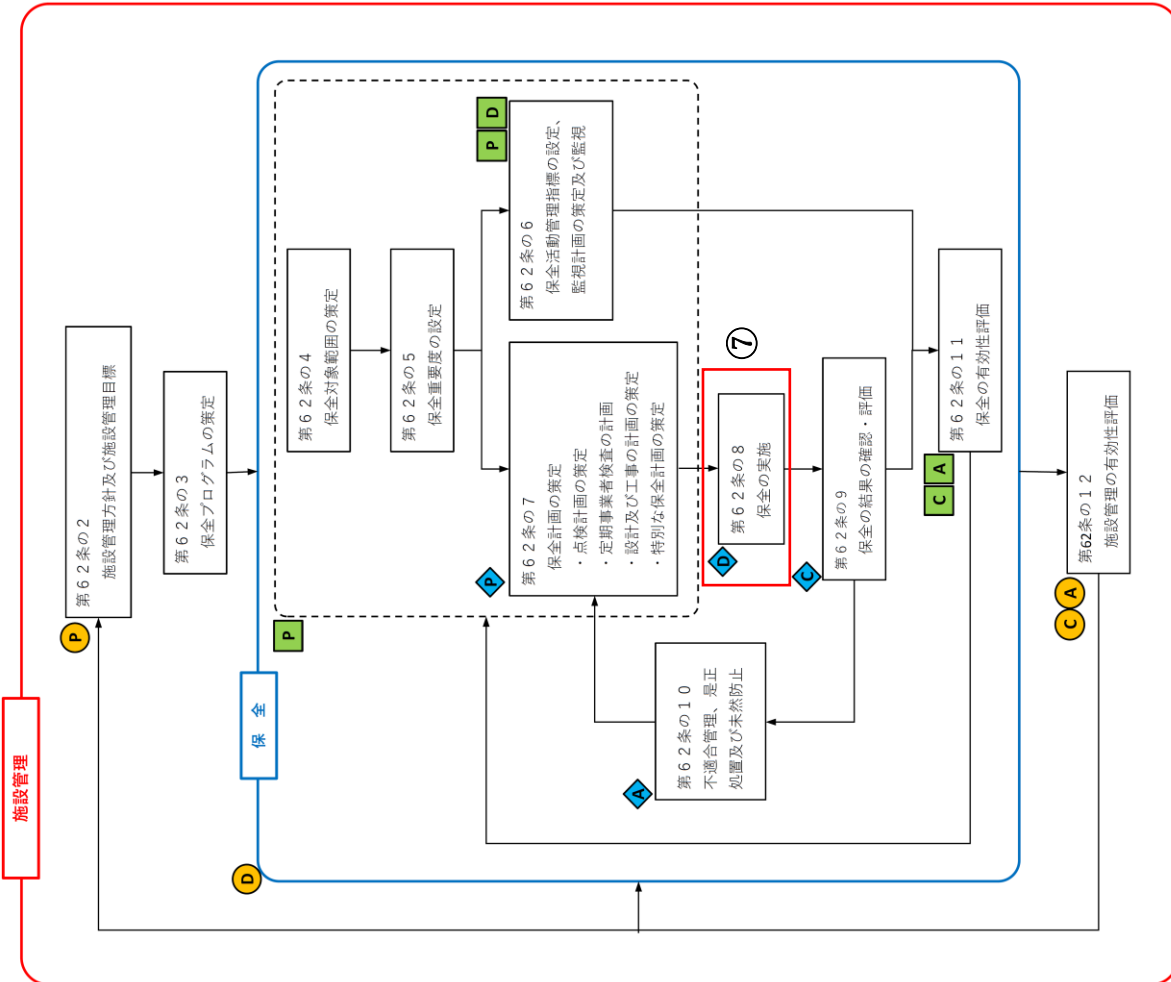 施設管理
P
第６２条の２
施設管理方針及び施設管理目標
第６２条の３
保全プログラムの策定
D
保 全
P
第６２条の４
保全対象範囲の策定
第６２条の５
保全重要度の設定
P D
第６２条の６
保全活動管理指標の設定、
監視計画の策定及び監視
P
第６２条の７
保全計画の策定
・点検計画の策定
・定期事業者検査の計画
・設計及び工事の計画の策定
・特別な保全計画の策定
⑦
D
第６２条の８
保全の実施
C
第６２条の９
保全の結果の確認・評価
A
第６２条の１０
不適合管理、是正
処置及び未然防止
C A
第６２条の１１
保全の有効性評価
C A
第62条の１２
施設管理の有効性評価